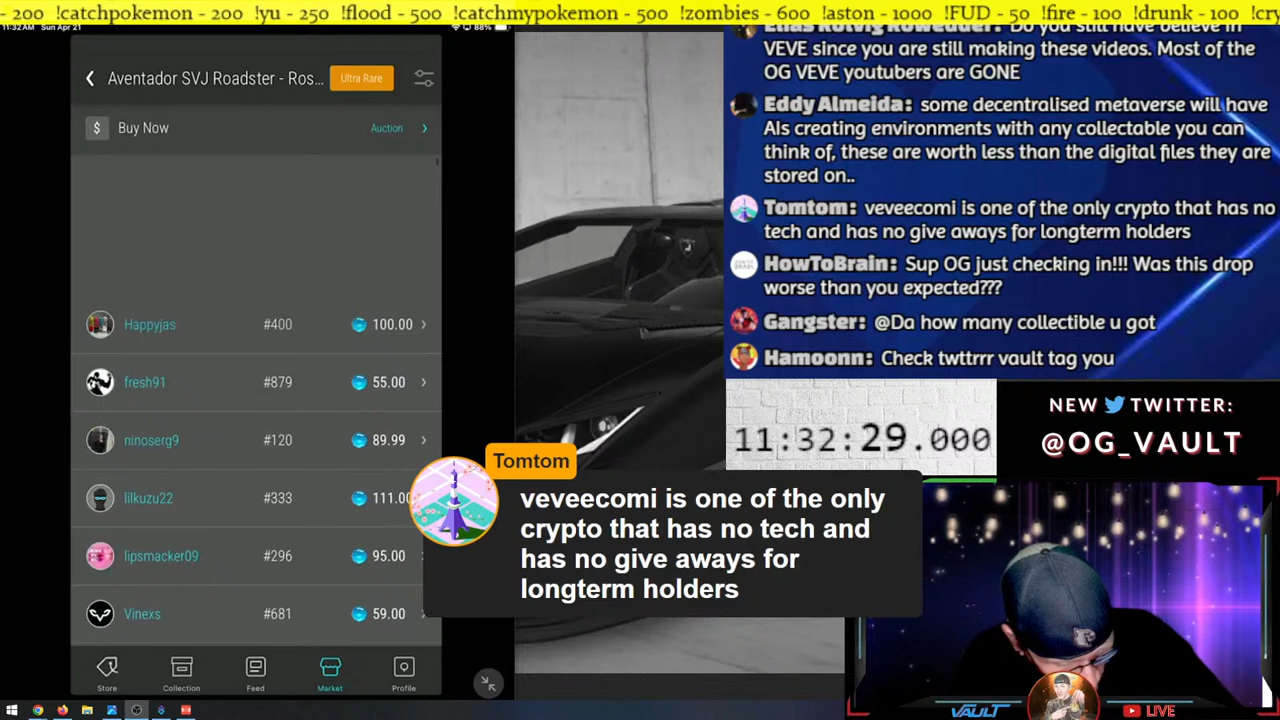 - 200 !catchpokemon - 200 !yu - 250 !flood - 500 !catchmypokemon - 500 !zombies - 600 !aston - 1000 !FUD - 50 !fire - 100 !drunk - 100 !cry
11:32AM Sun Apr 21
88%
Aventador SVJ Roadster - Ros...
Ultra Rare
$ Buy Now
Auction
Happyjas #400 100.00
fresh91 #879 55.00
ninoserg9 #120 89.99
lilkuzu22 #333 111.00
lipsmacker09 #296 95.00
Vinexs #681 59.00
Store
Collection
Feed
Market
Profile
Do you still have believe in
VEVE since you are still making these videos. Most of the
OG VEVE youtubers are GONE
Eddy Almeida: some decentralised metaverse will have
AIs creating environments with any collectable you can
think of, these are worth less than the digital files they are
stored on..
Tomtom: veveecomi is one of the only crypto that has no
tech and has no give aways for longterm holders
HowToBrain: Sup OG just checking in!!! Was this drop
worse than you expected???
Gangster: @Da how many collectible u got
Hamoonn: Check twttrrr vault tag you
11:32:29.000
NEW TWITTER:
@OG_VAULT
Tomtom
veveecomi is one of the only
crypto that has no tech and
has no give aways for
longterm holders
VAULT
LIVE